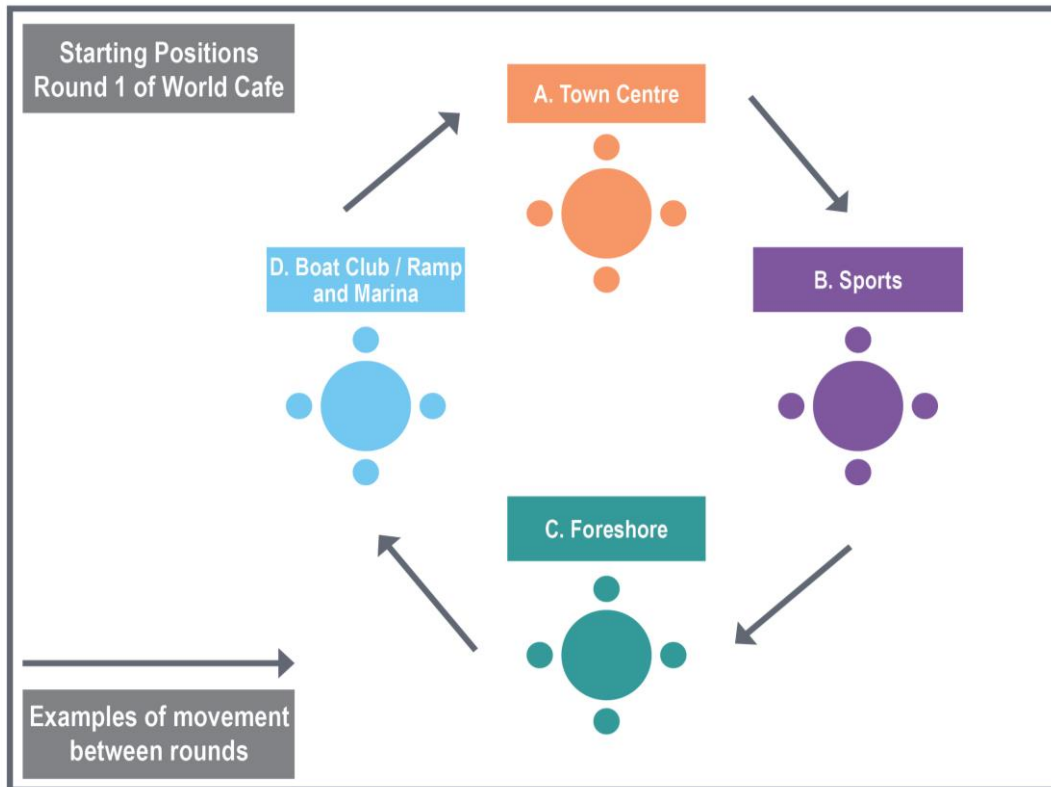 Starting Positions
Round 1 of World Cafe
A. Town Centre
D. Boat Club / Ramp
and Marina
B. Sports
C. Foreshore
Examples of movement
between rounds